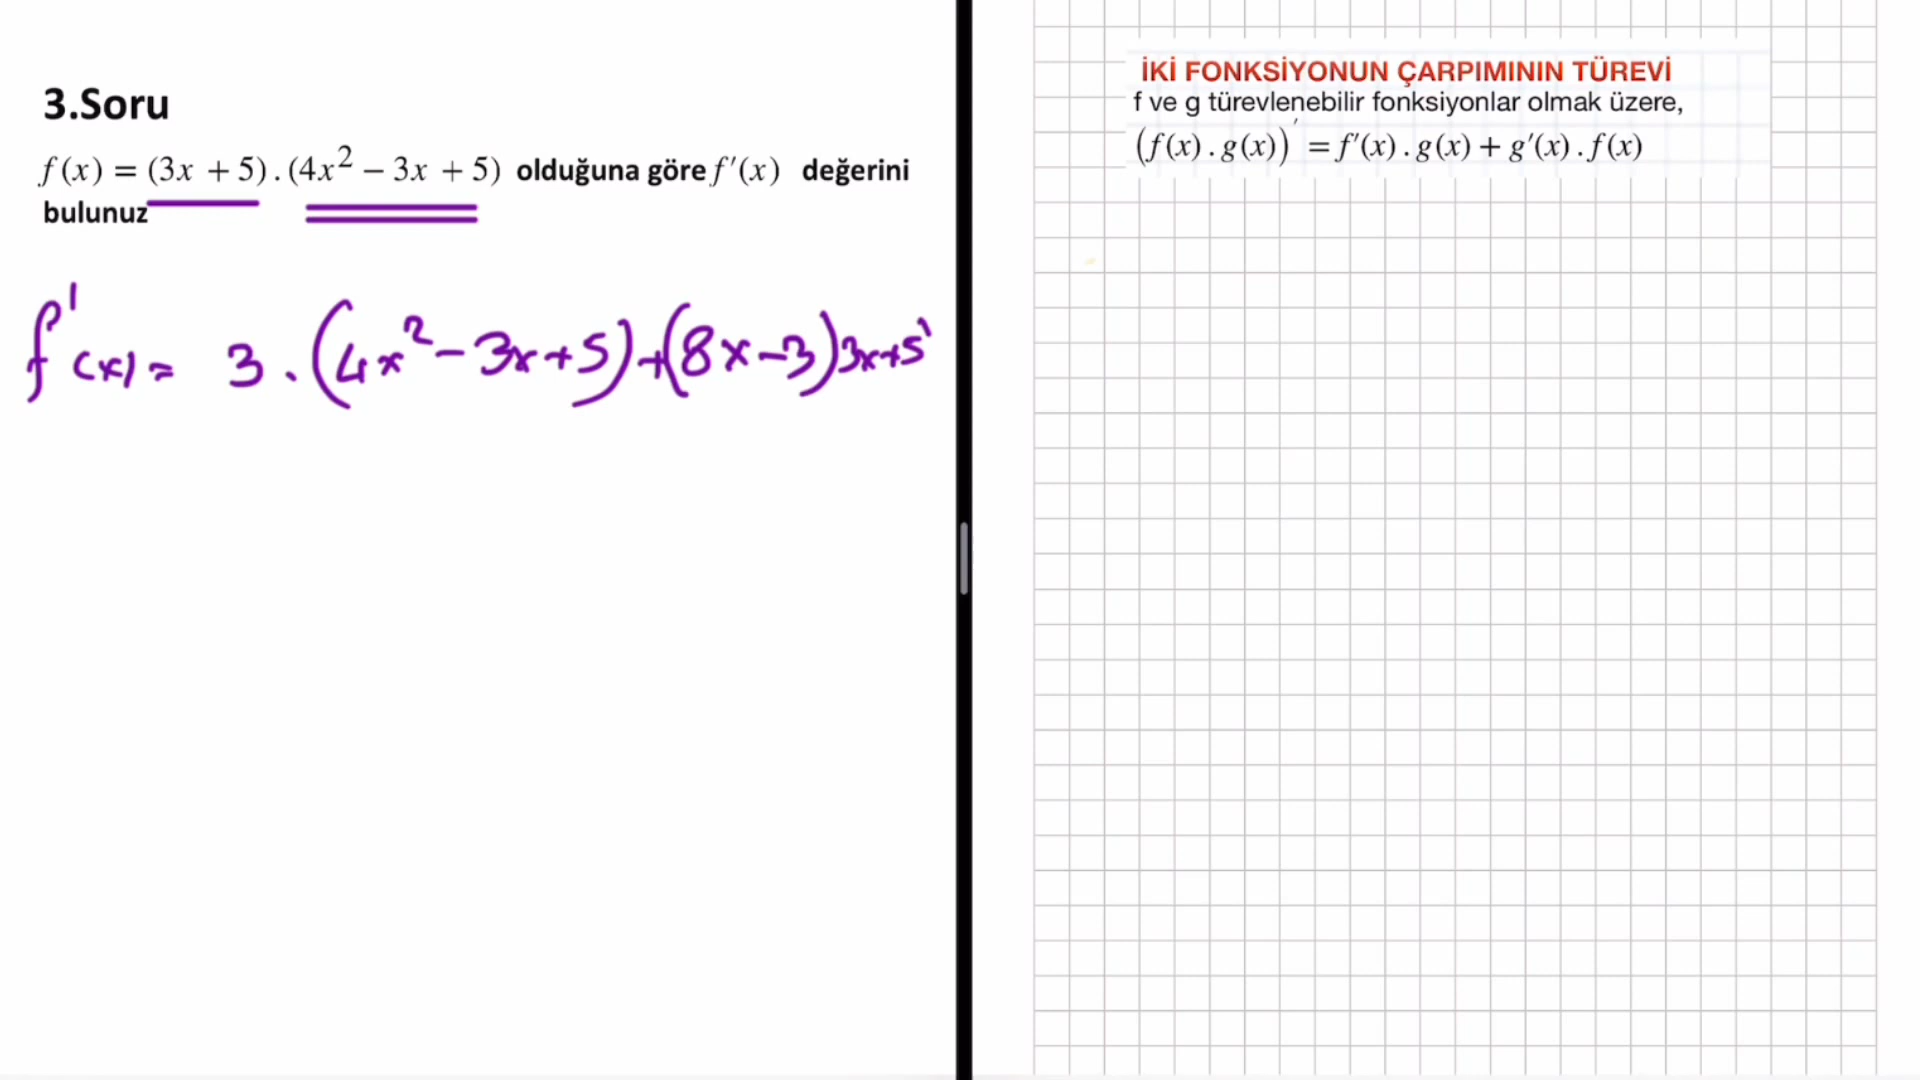 3.Soru
f(x) = (3x + 5).(4x² − 3x + 5) olduğuna göre f′(x) değerini
bulunuz
f'(x) = 3 . (4x² − 3x + 5) + (8x − 3) 3x+5'
İKİ FONKSİYONUN ÇARPIMININ TÜREVİ
f ve g türevlenebilir fonksiyonlar olmak üzere,
(f(x).g(x))′ = f′(x).g(x) + g′(x).f(x)